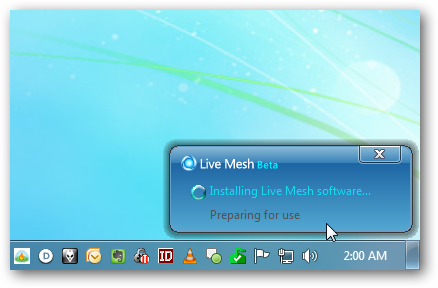 Live Mesh Beta
Installing Live Mesh software...
Preparing for use
D
ID
2:00 AM